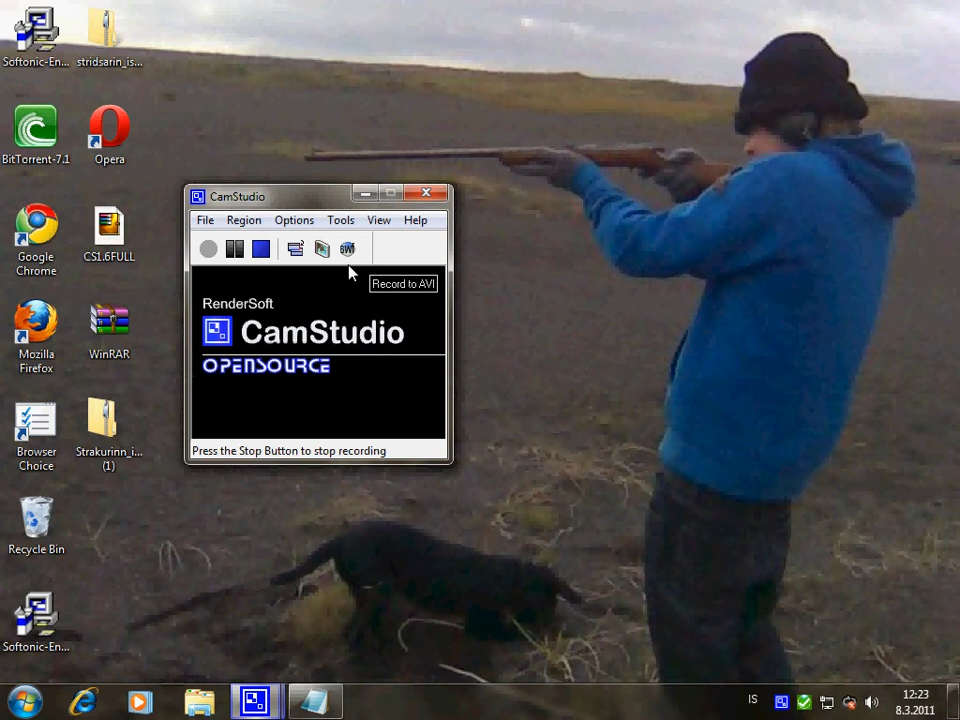 Softonic-En...
stridsarin_is...
BitTorrent-7.1
Opera
Google
Chrome
CS1.6FULL
Mozilla
Firefox
WinRAR
Browser
Choice
Strakurinn_i...
(1)
Recycle Bin
Softonic-En...
CamStudio
File Region Options Tools View Help
SWF
Record to AVI
RenderSoft
CamStudio
OPENSOURCE
Press the Stop Button to stop recording
IS
12:23
8.3.2011